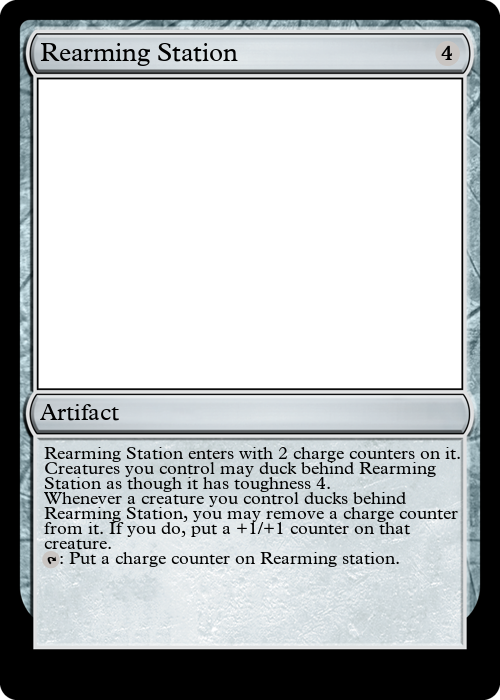 Rearming Station 4
Artifact
Rearming Station enters with 2 charge counters on it.
Creatures you control may duck behind Rearming
Station as though it has toughness 4.
Whenever a creature you control ducks behind
Rearming Station, you may remove a charge counter
from it. If you do, put a +1/+1 counter on that
creature.
: Put a charge counter on Rearming station.